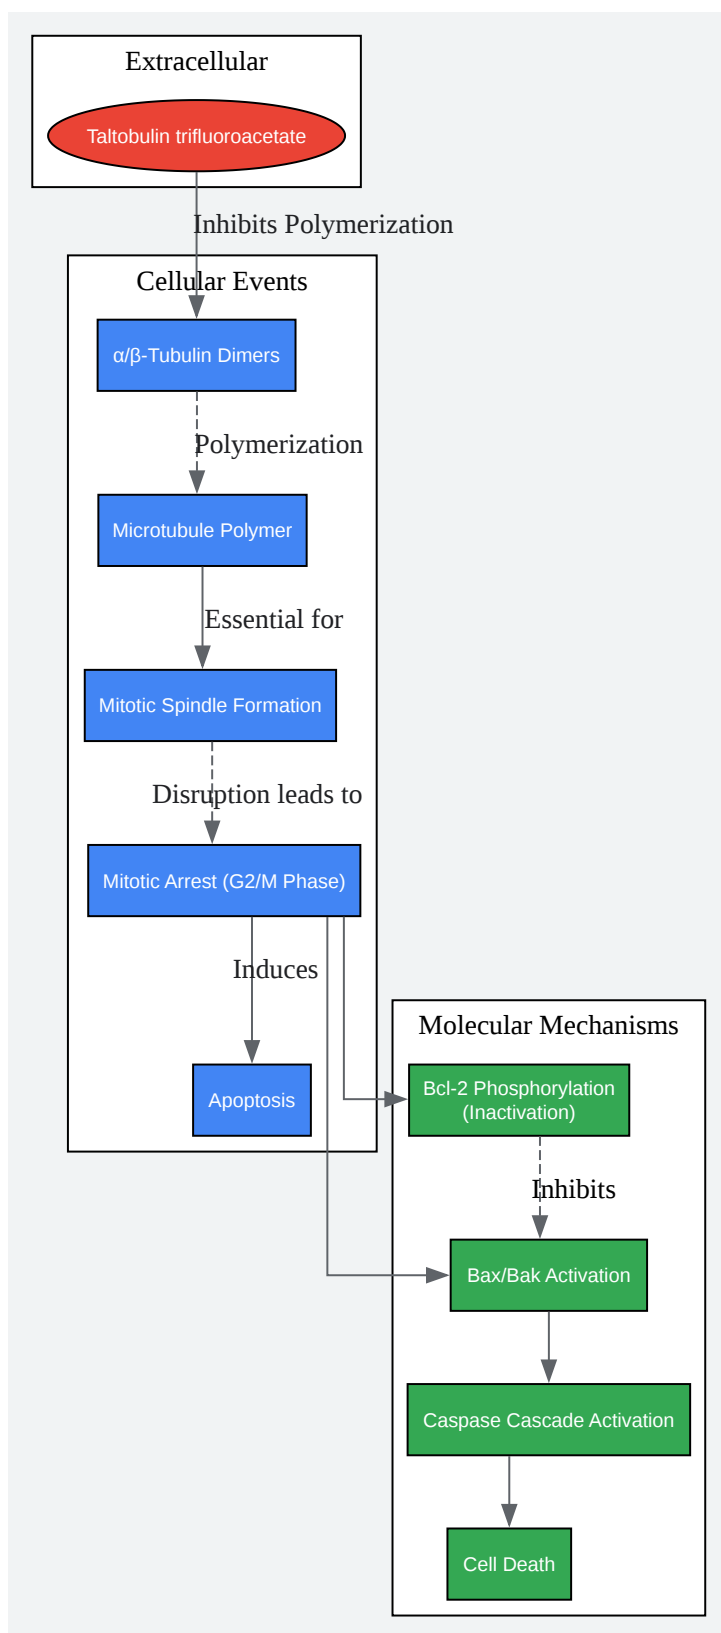 Extracellular
Taltobulin trifluoroacetate
Inhibits Polymerization
Cellular Events
α/β-Tubulin Dimers
Polymerization
Microtubule Polymer
Essential for
Mitotic Spindle Formation
Disruption leads to
Mitotic Arrest (G2/M Phase)
Induces
Apoptosis
Molecular Mechanisms
Bcl-2 Phosphorylation
(Inactivation)
Inhibits
Bax/Bak Activation
Caspase Cascade Activation
Cell Death